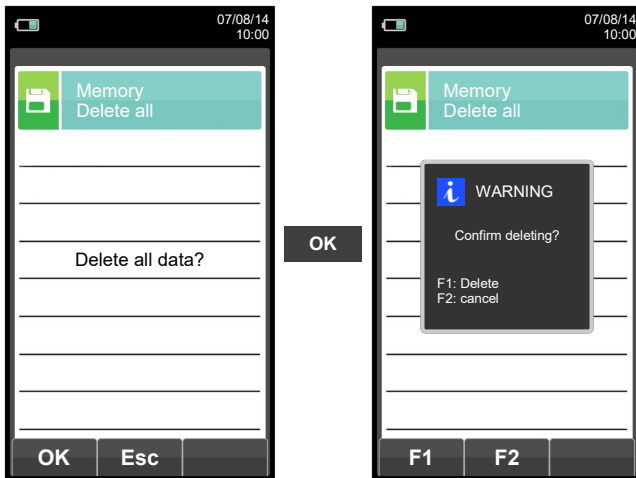 07/08/14
10:00
Memory
Delete all
Delete all data?
OK
Esc
OK
07/08/14
10:00
Memory
Delete all
WARNING
Confirm deleting?
F1: Delete
F2: cancel
F1
F2